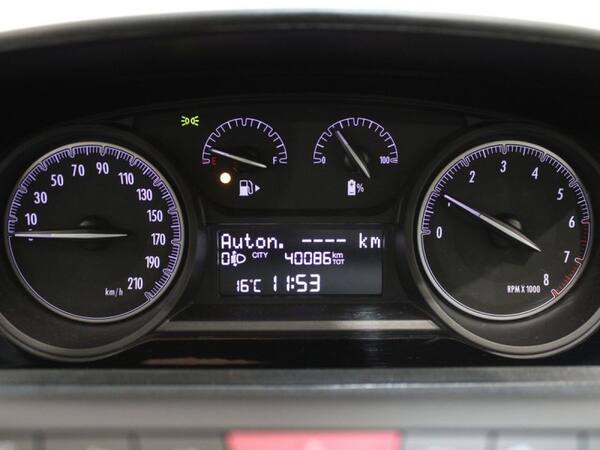 10 30 50 70 90 110 130 150 170 190 210
km/h
E F
0 100
%
0 1 2 3 4 5 6 7 8
RPM X 1000
Auton. ---- km
0 CITY 40086 km TOT
16°C 11:53